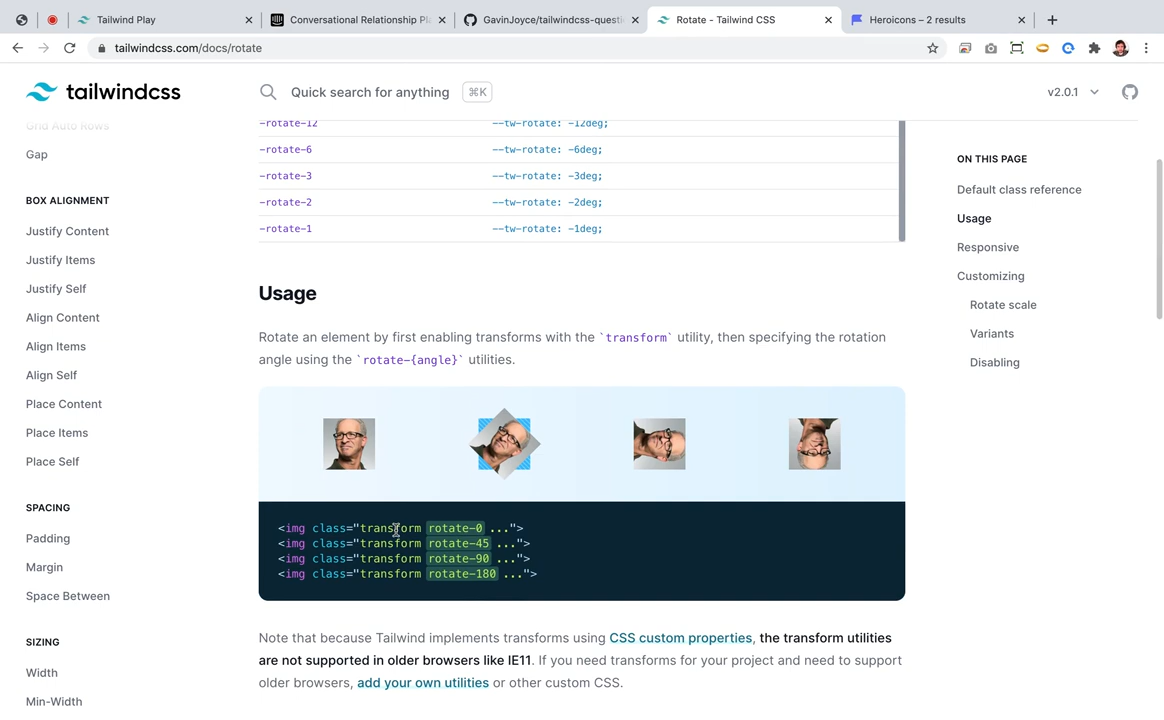 Tailwind Play
Conversational Relationship Pl
GavinJoyce/tailwindcss-questi
Rotate - Tailwind CSS
Heroicons – 2 results
tailwindcss.com/docs/rotate
tailwindcss
Quick search for anything
⌘K
v2.0.1
Grid Auto Rows
Gap
BOX ALIGNMENT
Justify Content
Justify Items
Justify Self
Align Content
Align Items
Align Self
Place Content
Place Items
Place Self
SPACING
Padding
Margin
Space Between
SIZING
Width
Min-Width
-rotate-12 --tw-rotate: -12deg;
-rotate-6 --tw-rotate: -6deg;
-rotate-3 --tw-rotate: -3deg;
-rotate-2 --tw-rotate: -2deg;
-rotate-1 --tw-rotate: -1deg;
Usage
Rotate an element by first enabling transforms with the `transform` utility, then specifying the rotation
angle using the `rotate-{angle}` utilities.
<img class="transform rotate-0 ...">
<img class="transform rotate-45 ...">
<img class="transform rotate-90 ...">
<img class="transform rotate-180 ...">
Note that because Tailwind implements transforms using CSS custom properties, the transform utilities
are not supported in older browsers like IE11. If you need transforms for your project and need to support
older browsers, add your own utilities or other custom CSS.
ON THIS PAGE
Default class reference
Usage
Responsive
Customizing
Rotate scale
Variants
Disabling